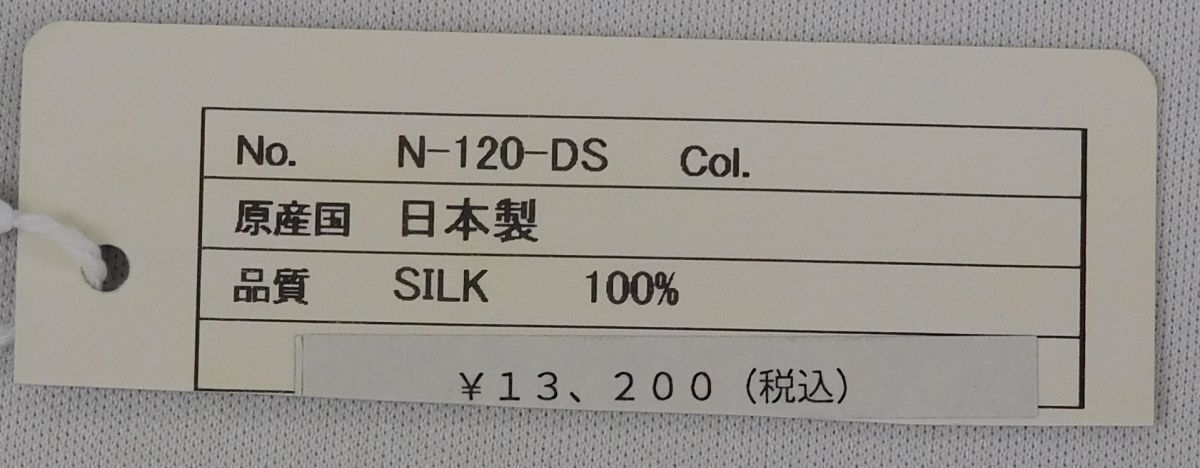 No. N-120-DS Col.
原産国 日本製
品質 SILK 100%
￥１３、２００（税込）